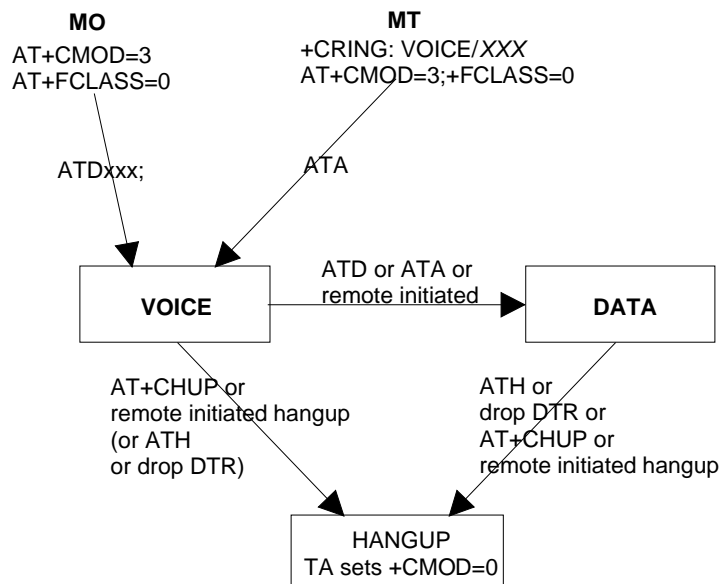 MO
AT+CMOD=3
AT+FCLASS=0
MT
+CRING: VOICE/XXX
AT+CMOD=3;+FCLASS=0
ATDxxx;
ATA
VOICE
ATD or ATA or
remote initiated
DATA
AT+CHUP or
remote initiated hangup
(or ATH
or drop DTR)
ATH or
drop DTR or
AT+CHUP or
remote initiated hangup
HANGUP
TA sets +CMOD=0